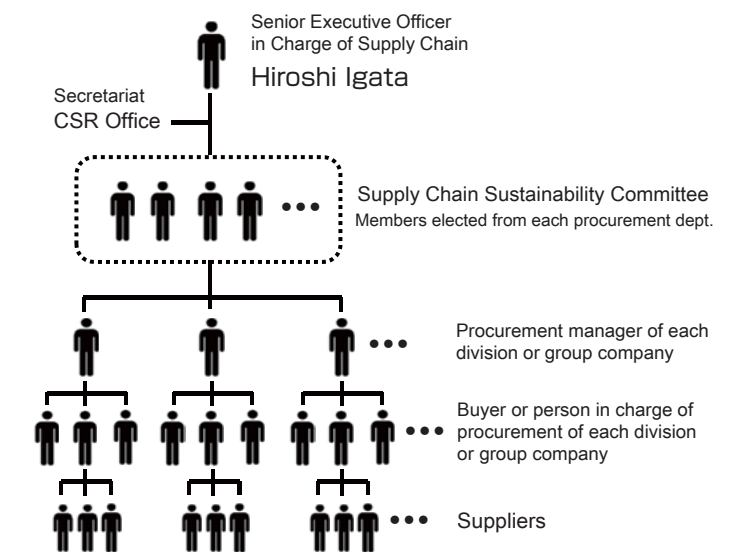 Senior Executive Officer
in Charge of Supply Chain
Hiroshi Igata
Secretariat
CSR Office
Supply Chain Sustainability Committee
Members elected from each procurement dept.
Procurement manager of each
division or group company
Buyer or person in charge of
procurement of each division
or group company
Suppliers